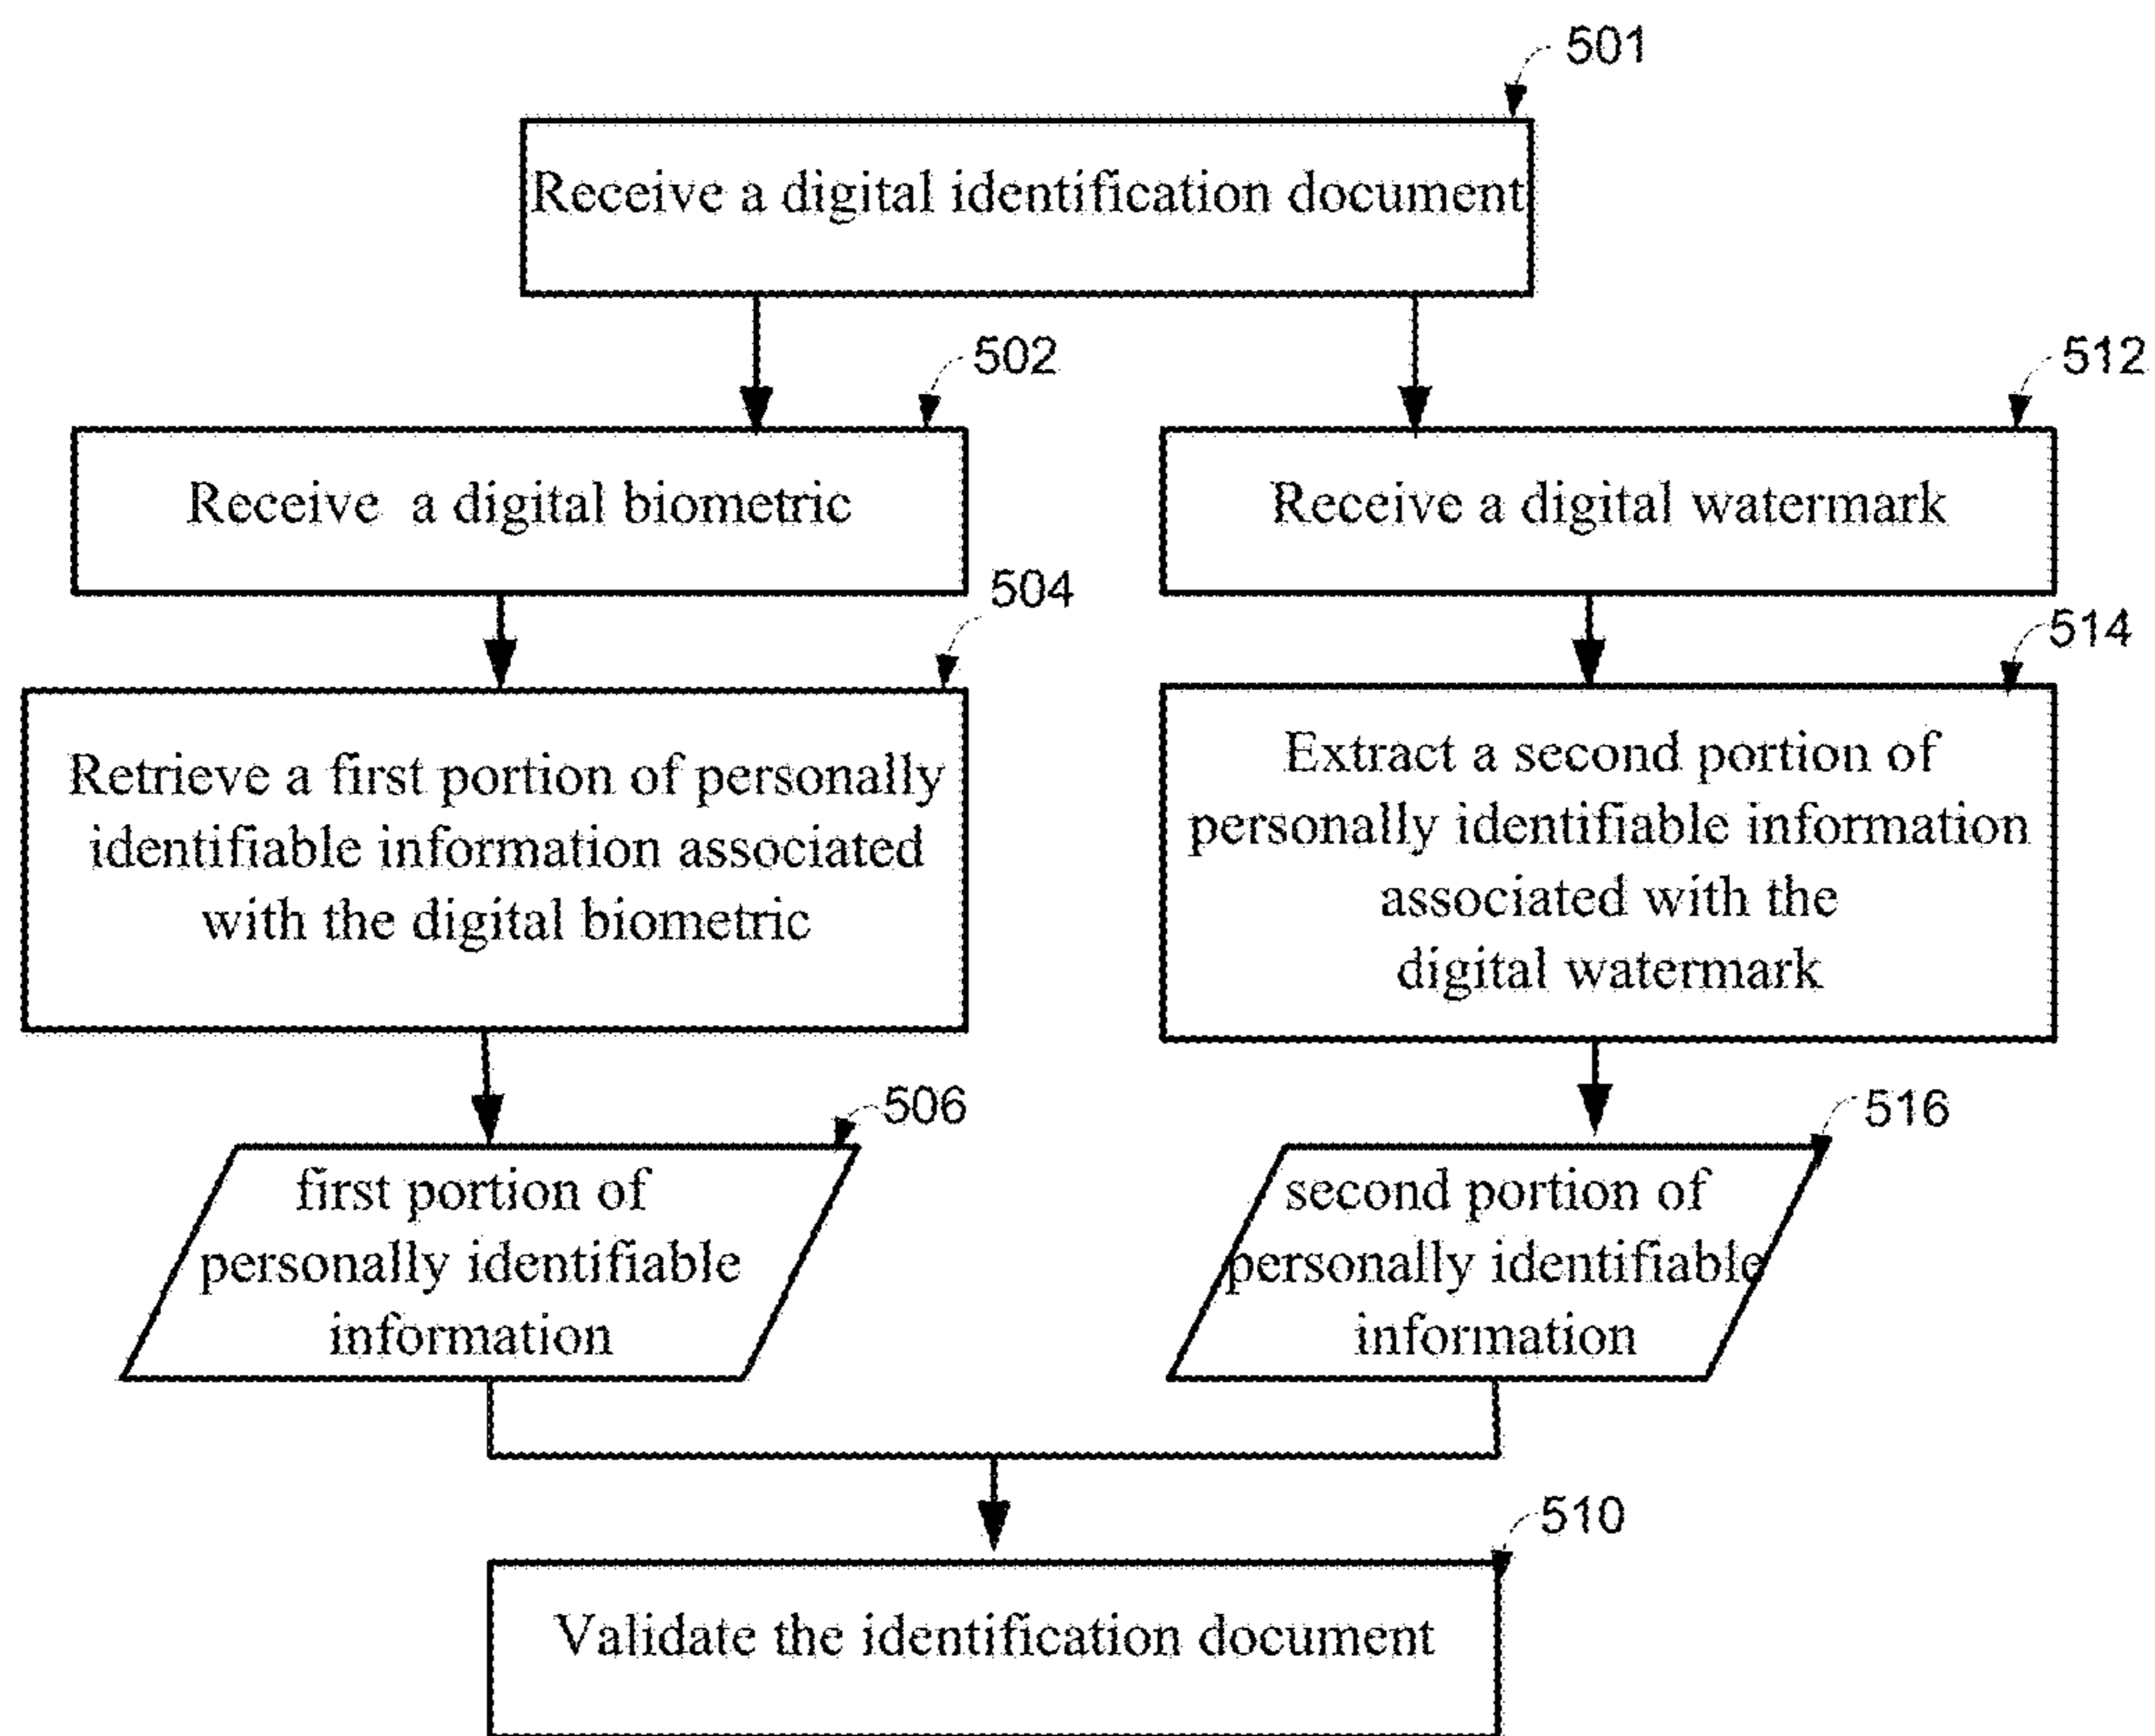 501
Receive a digital identification document
502
512
Receive a digital biometric
Receive a digital watermark
504
514
Retrieve a first portion of personally
identifiable information associated
with the digital biometric
Extract a second portion of
personally identifiable information
associated with the
digital watermark
506
516
first portion of
personally identifiable
information
second portion of
personally identifiable
information
510
Validate the identification document